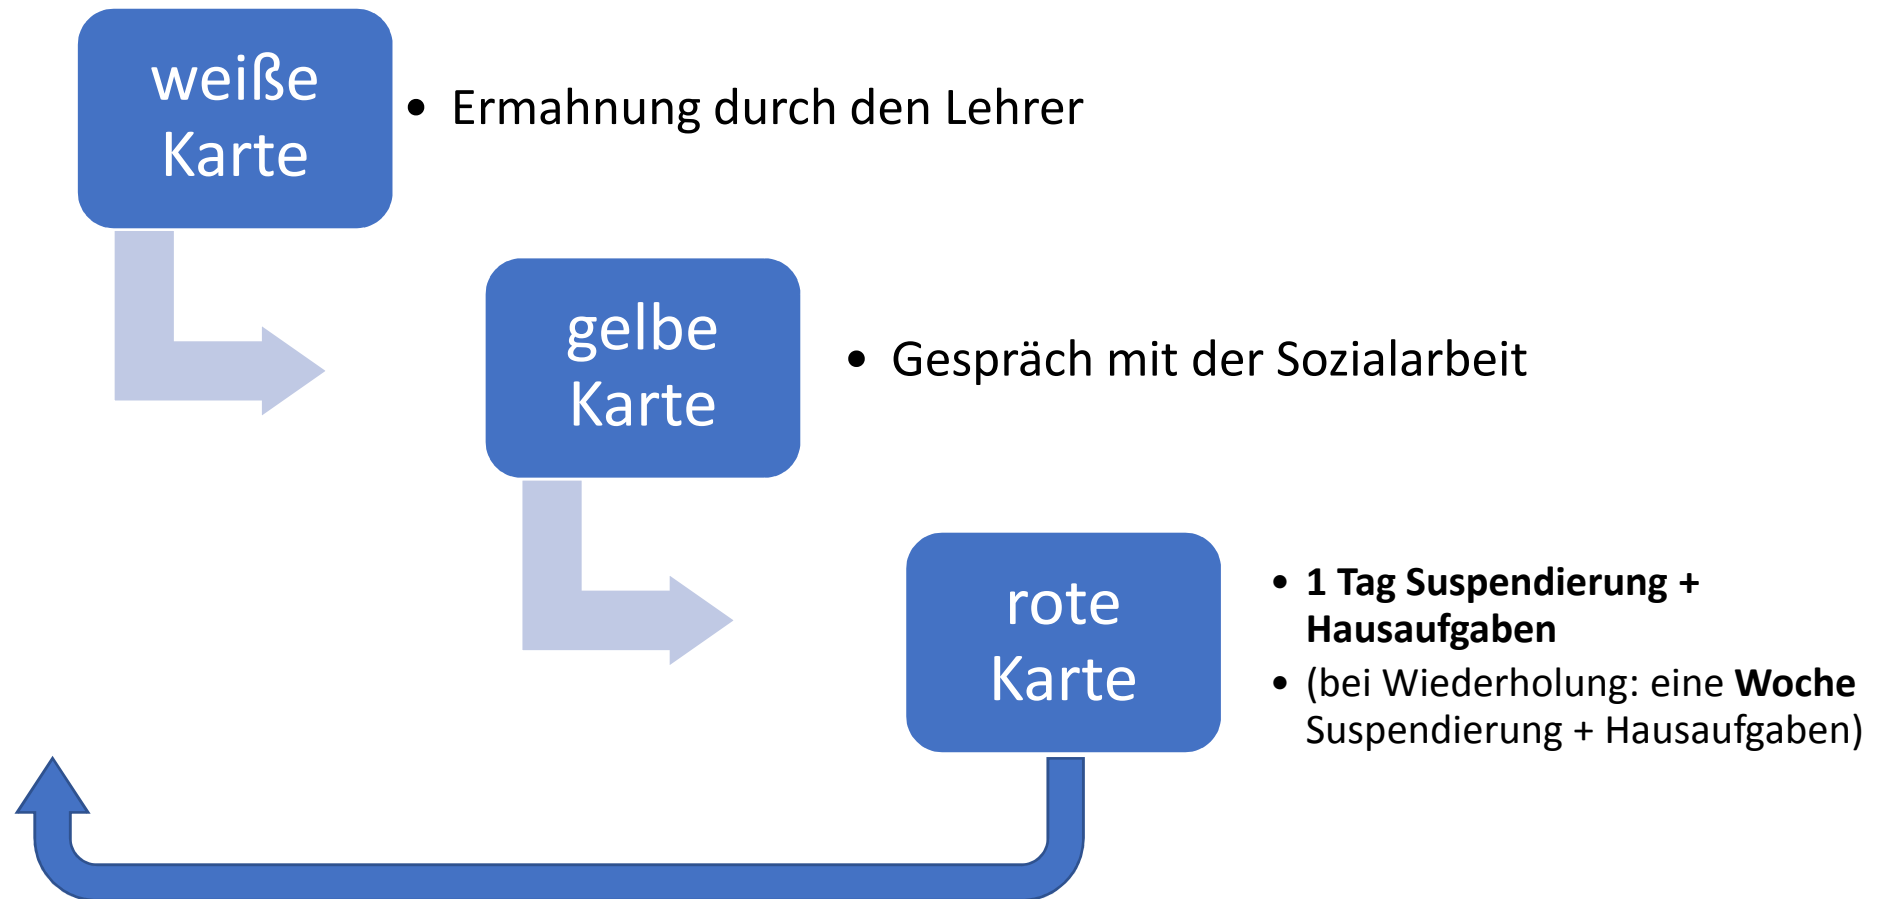 weiße
Karte
• Ermahnung durch den Lehrer
gelbe
Karte
• Gespräch mit der Sozialarbeit
rote
Karte
• 1 Tag Suspendierung +
Hausaufgaben
• (bei Wiederholung: eine Woche
Suspendierung + Hausaufgaben)